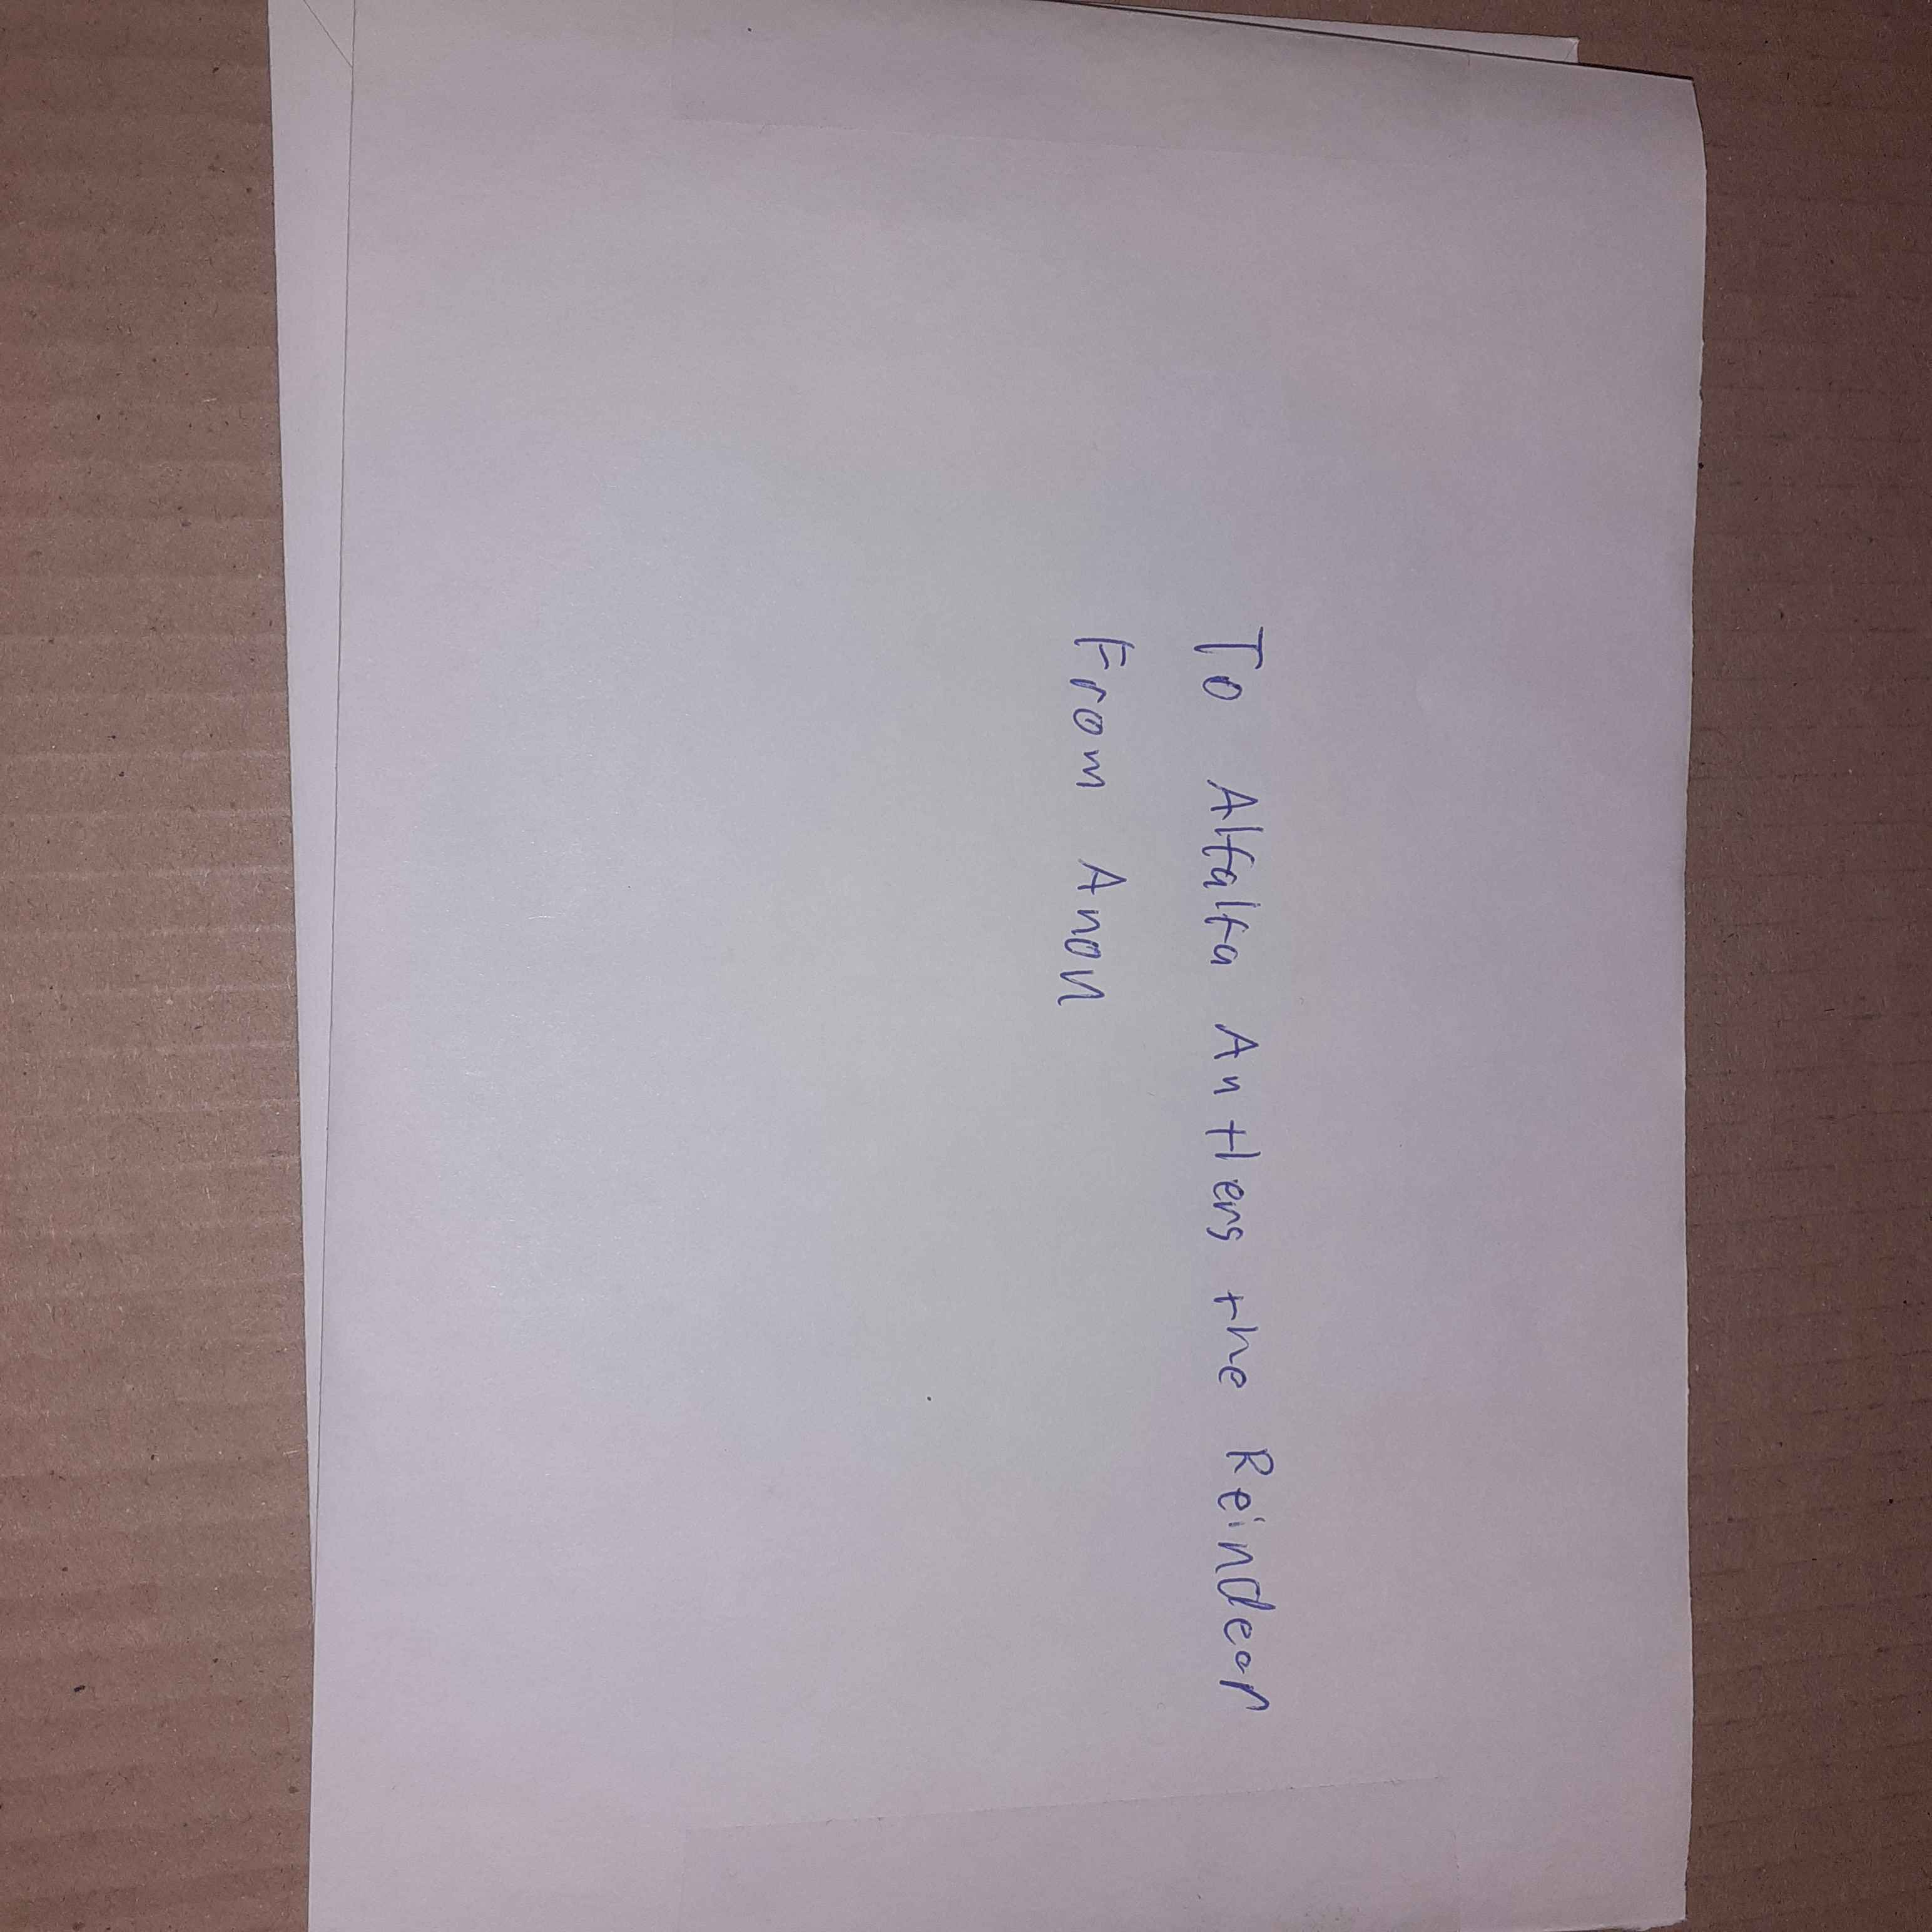 To Alfalfa Antlers the Reindeer
From Anon